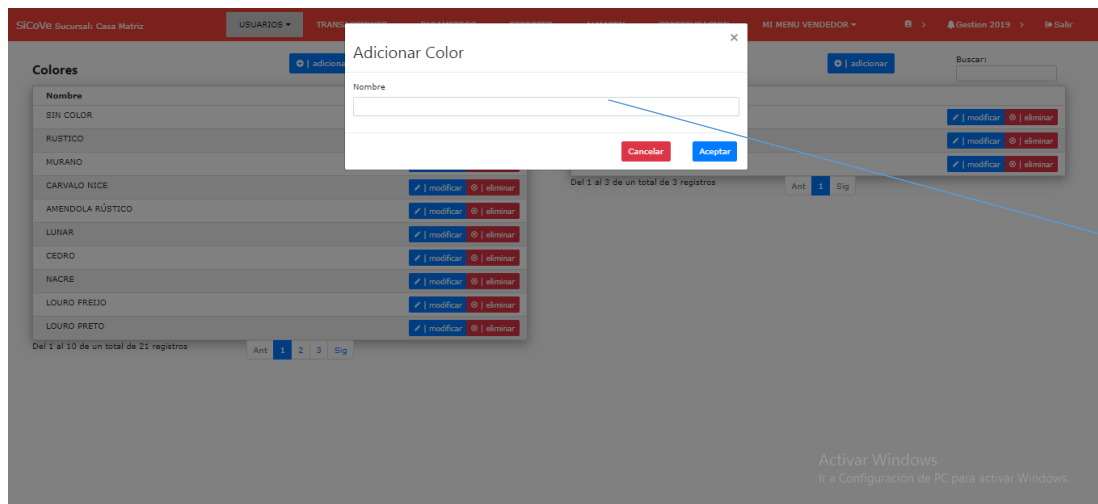 SiCoVe Sucursal: Casa Matriz
USUARIOS
MI MENU VENDEDOR
Gestion 2019
Salir
Adicionar Color
×
Nombre
Cancelar
Aceptar
Colores
| adicionar
Buscar:
Nombre
SIN COLOR
RUSTICO
MURANO
CARVALO NICE
AMENDOLA RÚSTICO
LUNAR
CEDRO
NACRE
LOURO FREIJO
LOURO PRETO
| modificar | eliminar
| modificar | eliminar
| modificar | eliminar
| modificar | eliminar
| modificar | eliminar
| modificar | eliminar
| modificar | eliminar
Del 1 al 10 de un total de 21 registros
Ant 1 2 3 Sig
| modificar | eliminar
| modificar | eliminar
| modificar | eliminar
Del 1 al 3 de un total de 3 registros
Ant 1 Sig
Activar Windows
Ir a Configuración de PC para activar Windows.